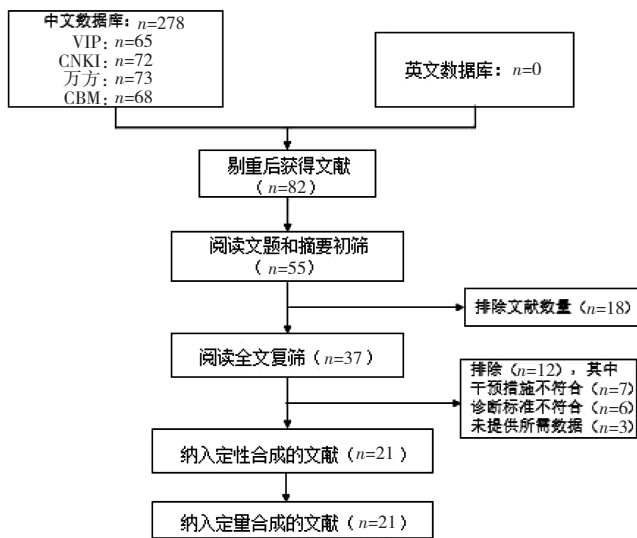 中文数据库：n=278
VIP：n=65
CNKI：n=72
万方：n=73
CBM：n=68
英文数据库：n=0
剔重后获得文献
（n=82）
阅读文题和摘要初筛
（n=55）
排除文献数量（n=18）
阅读全文复筛（n=37）
排除（n=12），其中
干预措施不符合（n=7）
诊断标准不符合（n=6）
未提供所需数据（n=3）
纳入定性合成的文献（n=21）
纳入定量合成的文献（n=21）